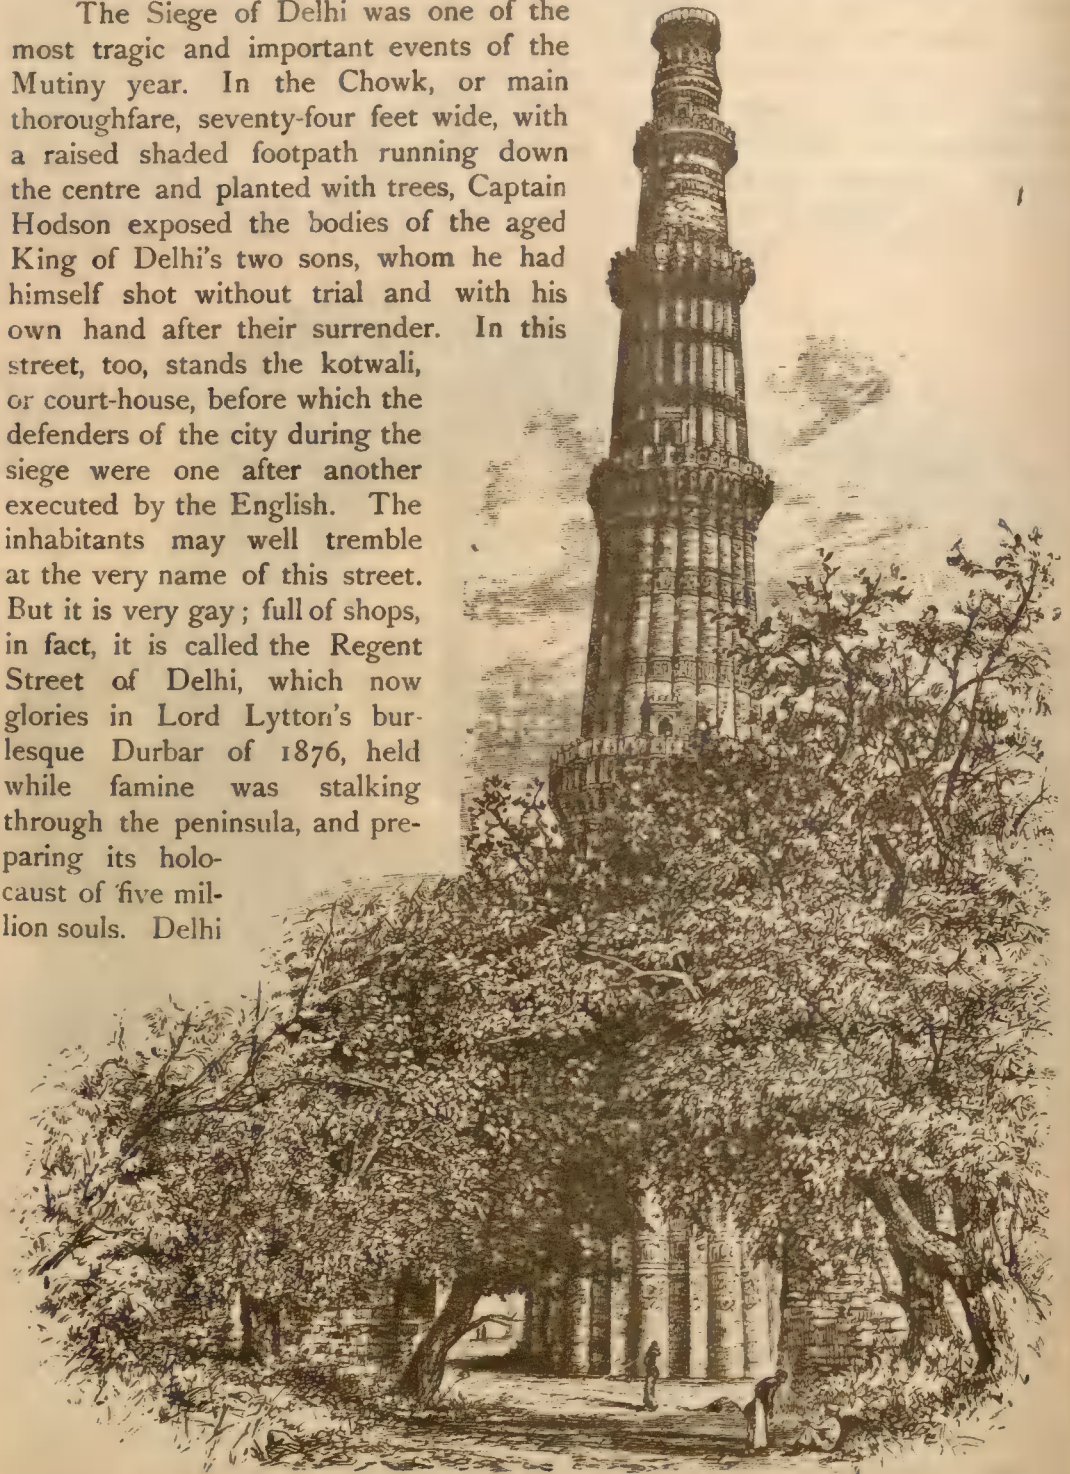 The Siege of Delhi was one of the
most tragic and important events of the
Mutiny year. In the Chowk, or main
thoroughfare, seventy-four feet wide, with
a raised shaded footpath running down
the centre and planted with trees, Captain
Hodson exposed the bodies of the aged
King of Delhi's two sons, whom he had
himself shot without trial and with his
own hand after their surrender. In this
street, too, stands the kotwali,
or court-house, before which the
defenders of the city during the
siege were one after another
executed by the English. The
inhabitants may well tremble
at the very name of this street.
But it is very gay; full of shops,
in fact, it is called the Regent
Street of Delhi, which now
glories in Lord Lytton's bur-
lesque Durbar of 1876, held
while famine was stalking
through the peninsula, and pre-
paring its holo-
caust of five mil-
lion souls. Delhi